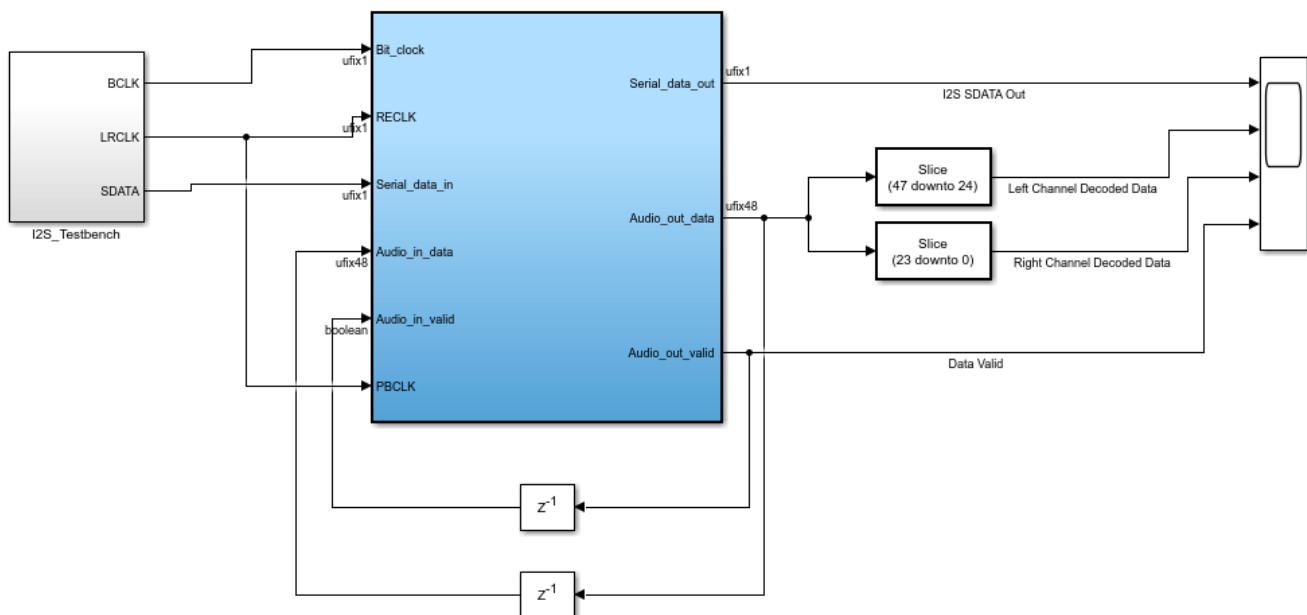 BCLK
LRCLK
SDATA
I2S_Testbench
Bit_clock
ufix1
RECLK
ufix1
Serial_data_in
ufix1
Audio_in_data
ufix48
Audio_in_valid
boolean
PBCLK
Serial_data_out
ufix1
I2S SDATA Out
Audio_out_data
ufix48
Audio_out_valid
Slice
(47 downto 24)
Left Channel Decoded Data
Slice
(23 downto 0)
Right Channel Decoded Data
Data Valid
z-1
z-1